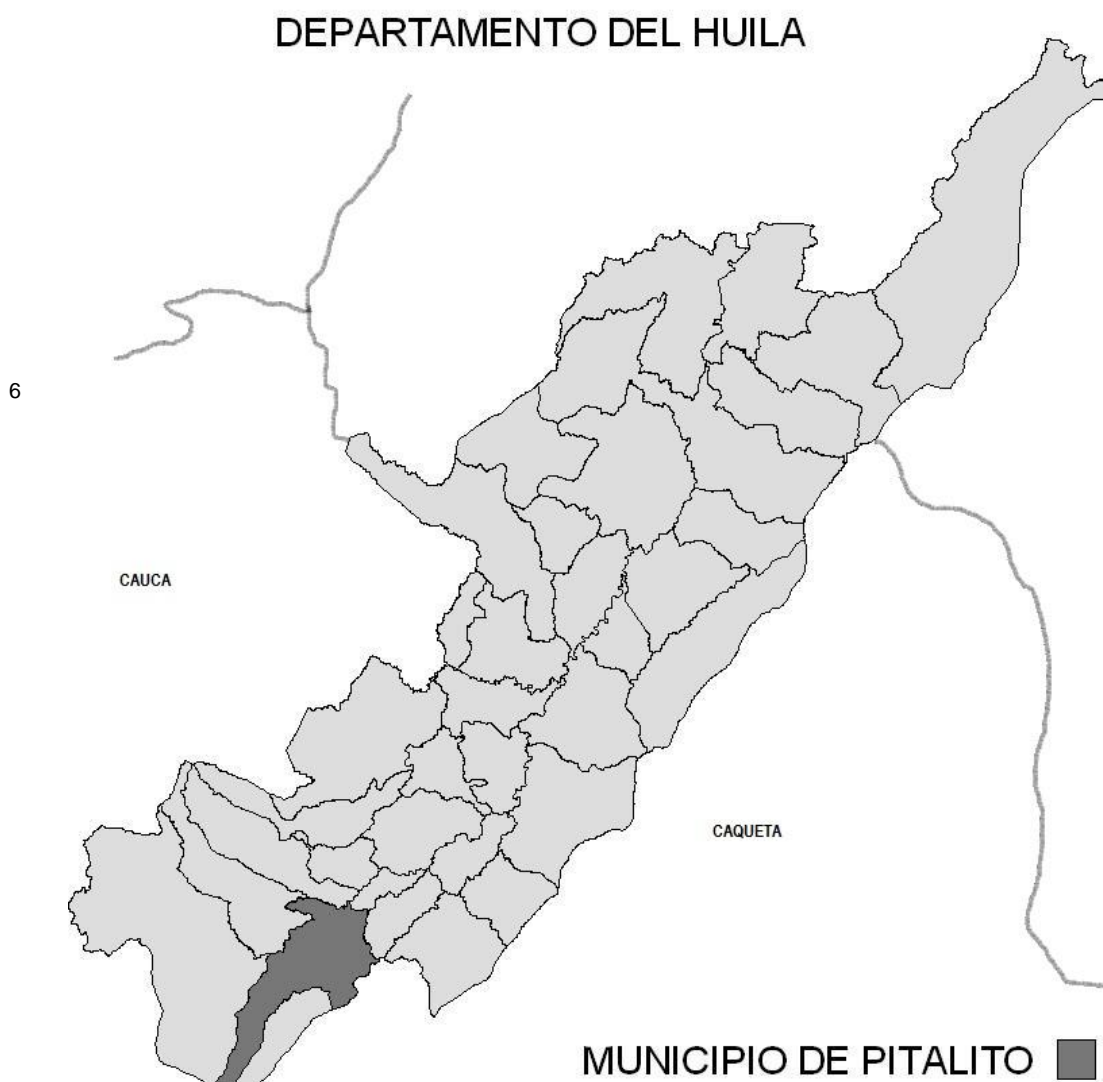 DEPARTAMENTO DEL HUILA
6
CAUCA
CAQUETA
MUNICIPIO DE PITALITO